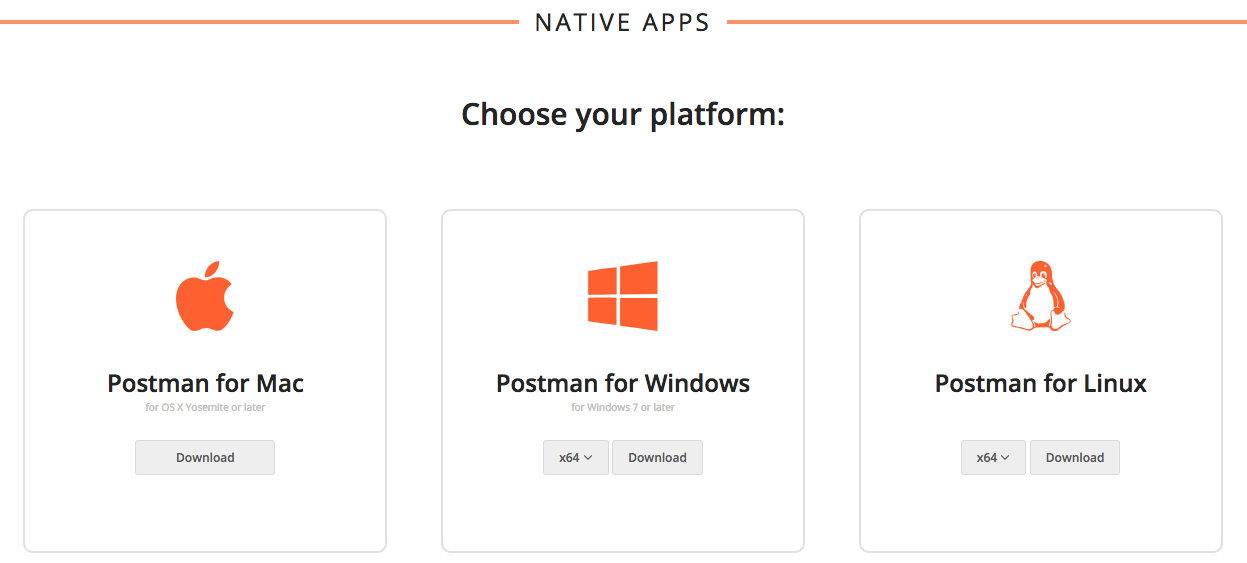 NATIVE APPS
Choose your platform:
Postman for Mac
for OS X Yosemite or later
Download
Postman for Windows
for Windows 7 or later
x64
Download
Postman for Linux
x64
Download